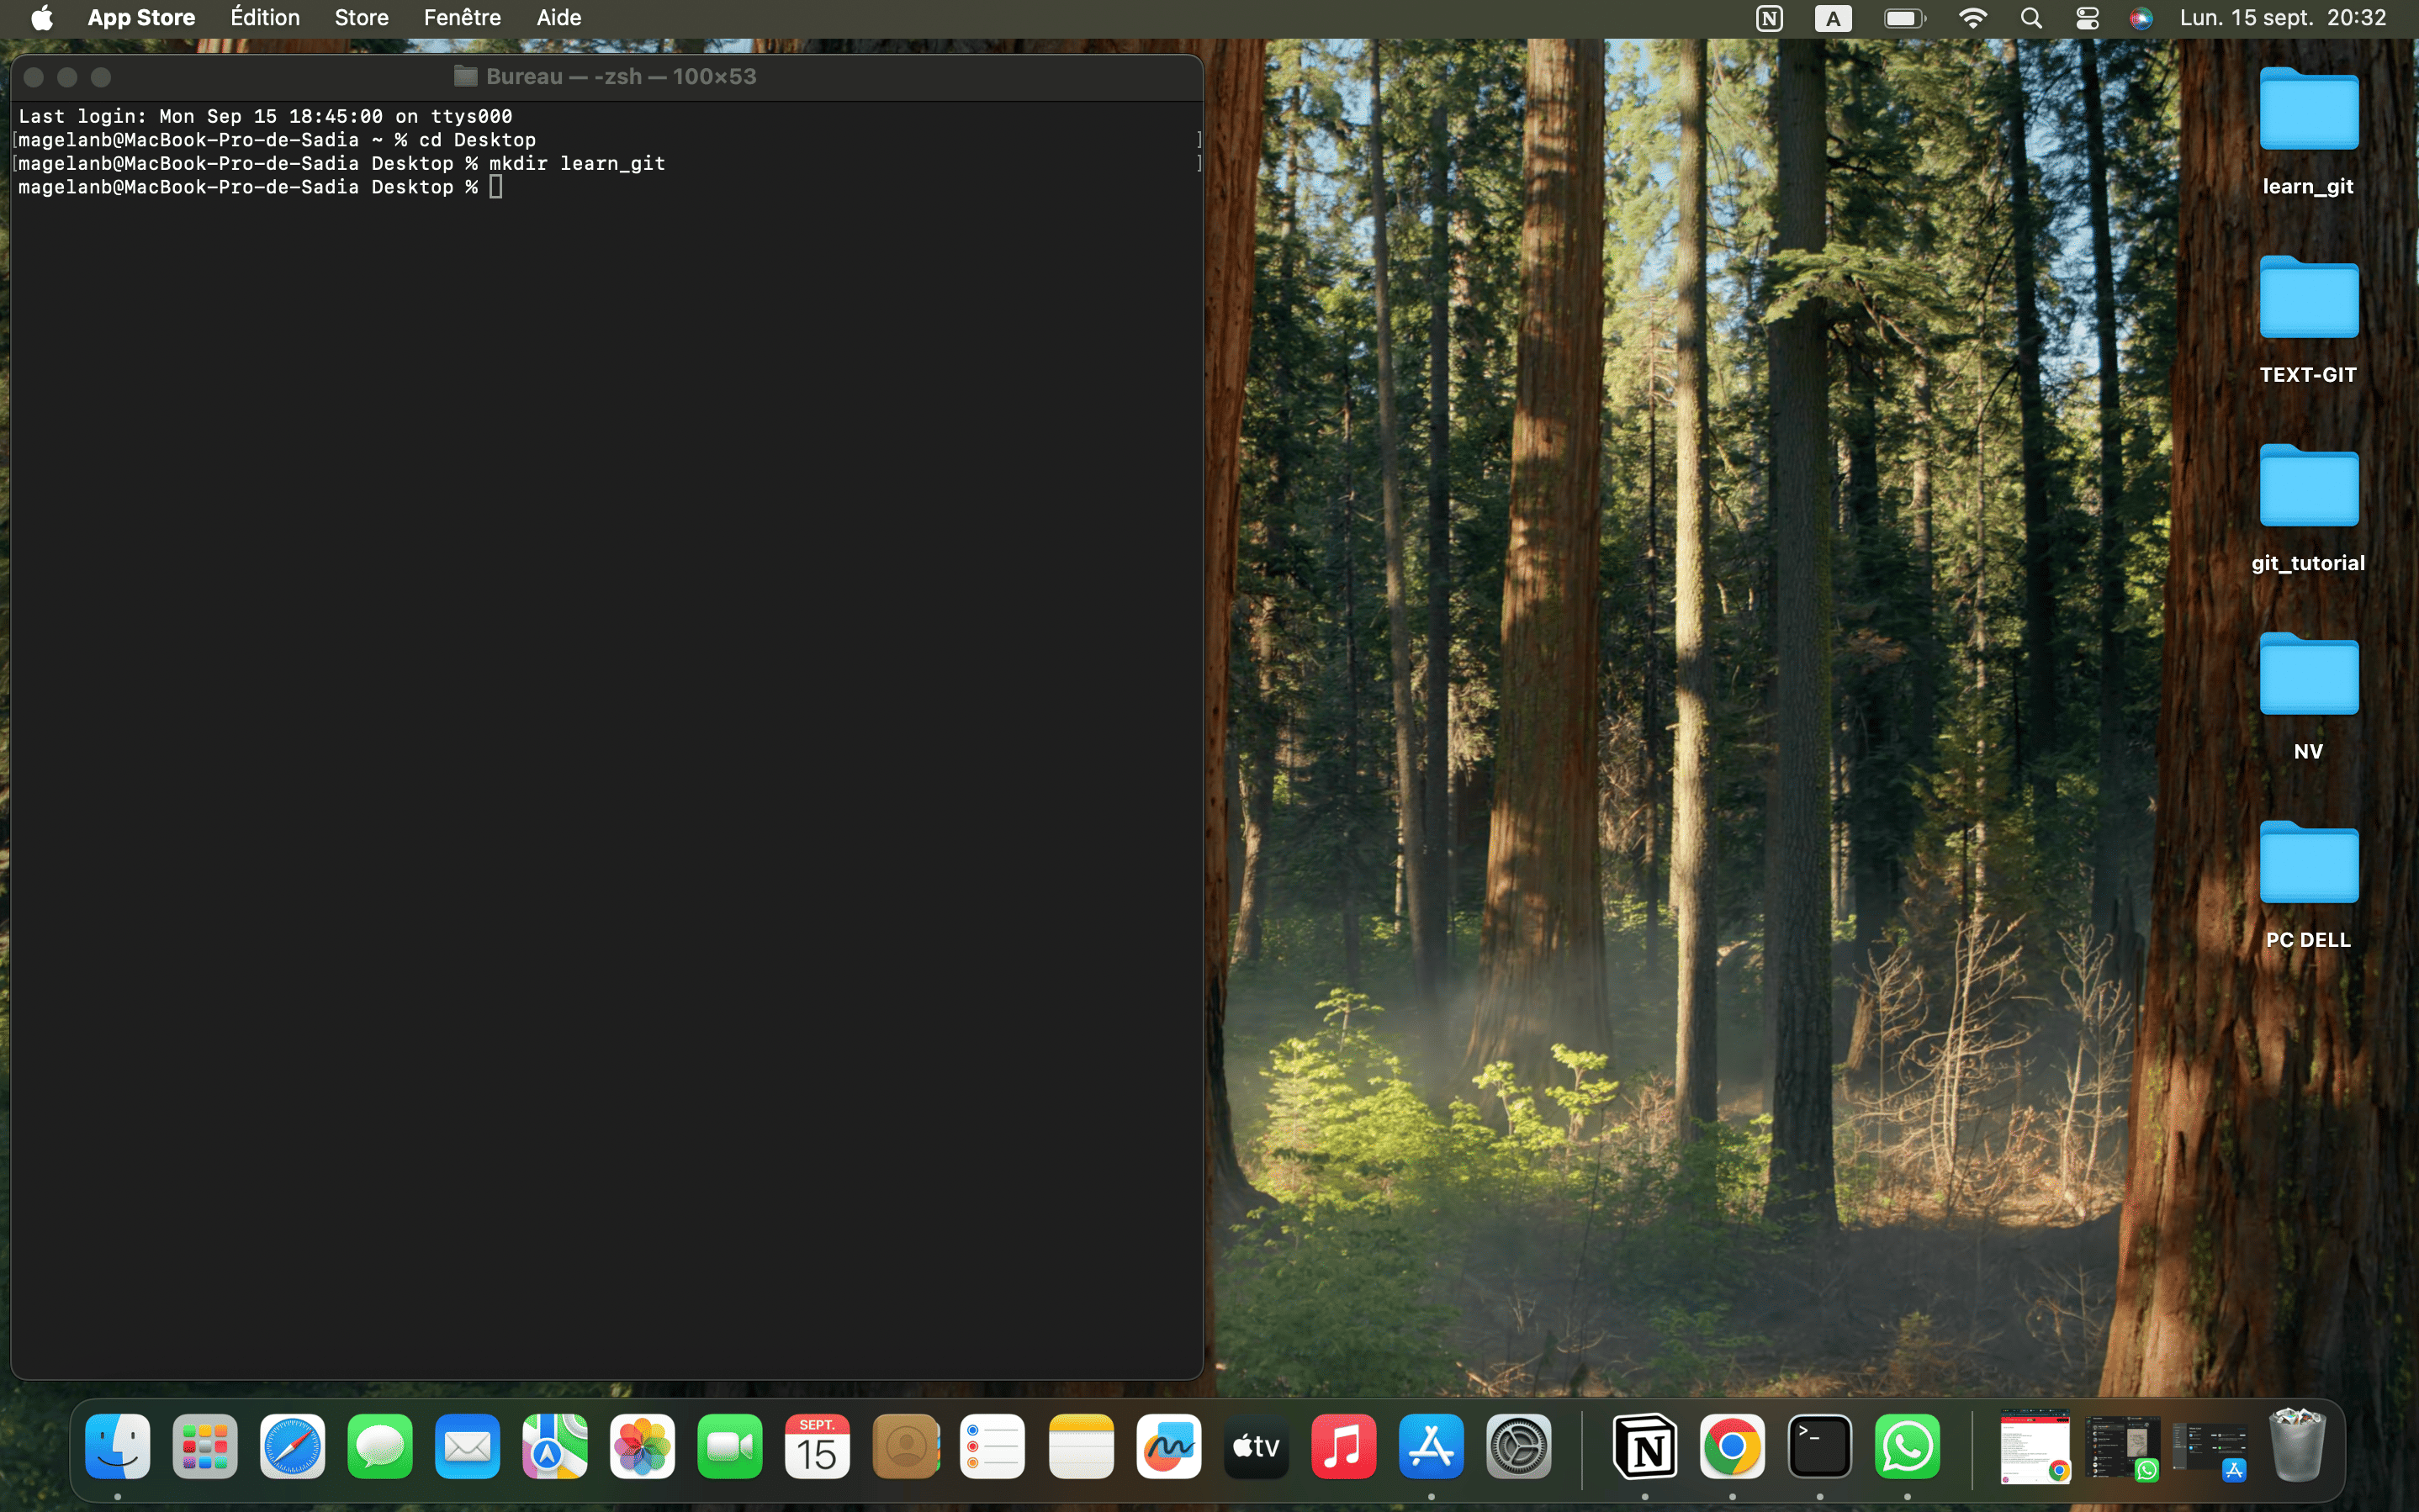 App Store Édition Store Fenêtre Aide
N A Lun. 15 sept. 20:32
Bureau — -zsh — 100×53
Last login: Mon Sep 15 18:45:00 on ttys000
[magelanb@MacBook-Pro-de-Sadia ~ % cd Desktop ]
[magelanb@MacBook-Pro-de-Sadia Desktop % mkdir learn_git ]
magelanb@MacBook-Pro-de-Sadia Desktop %
learn_git
TEXT-GIT
git_tutorial
NV
PC DELL
SEPT.
15
tv
N
>_